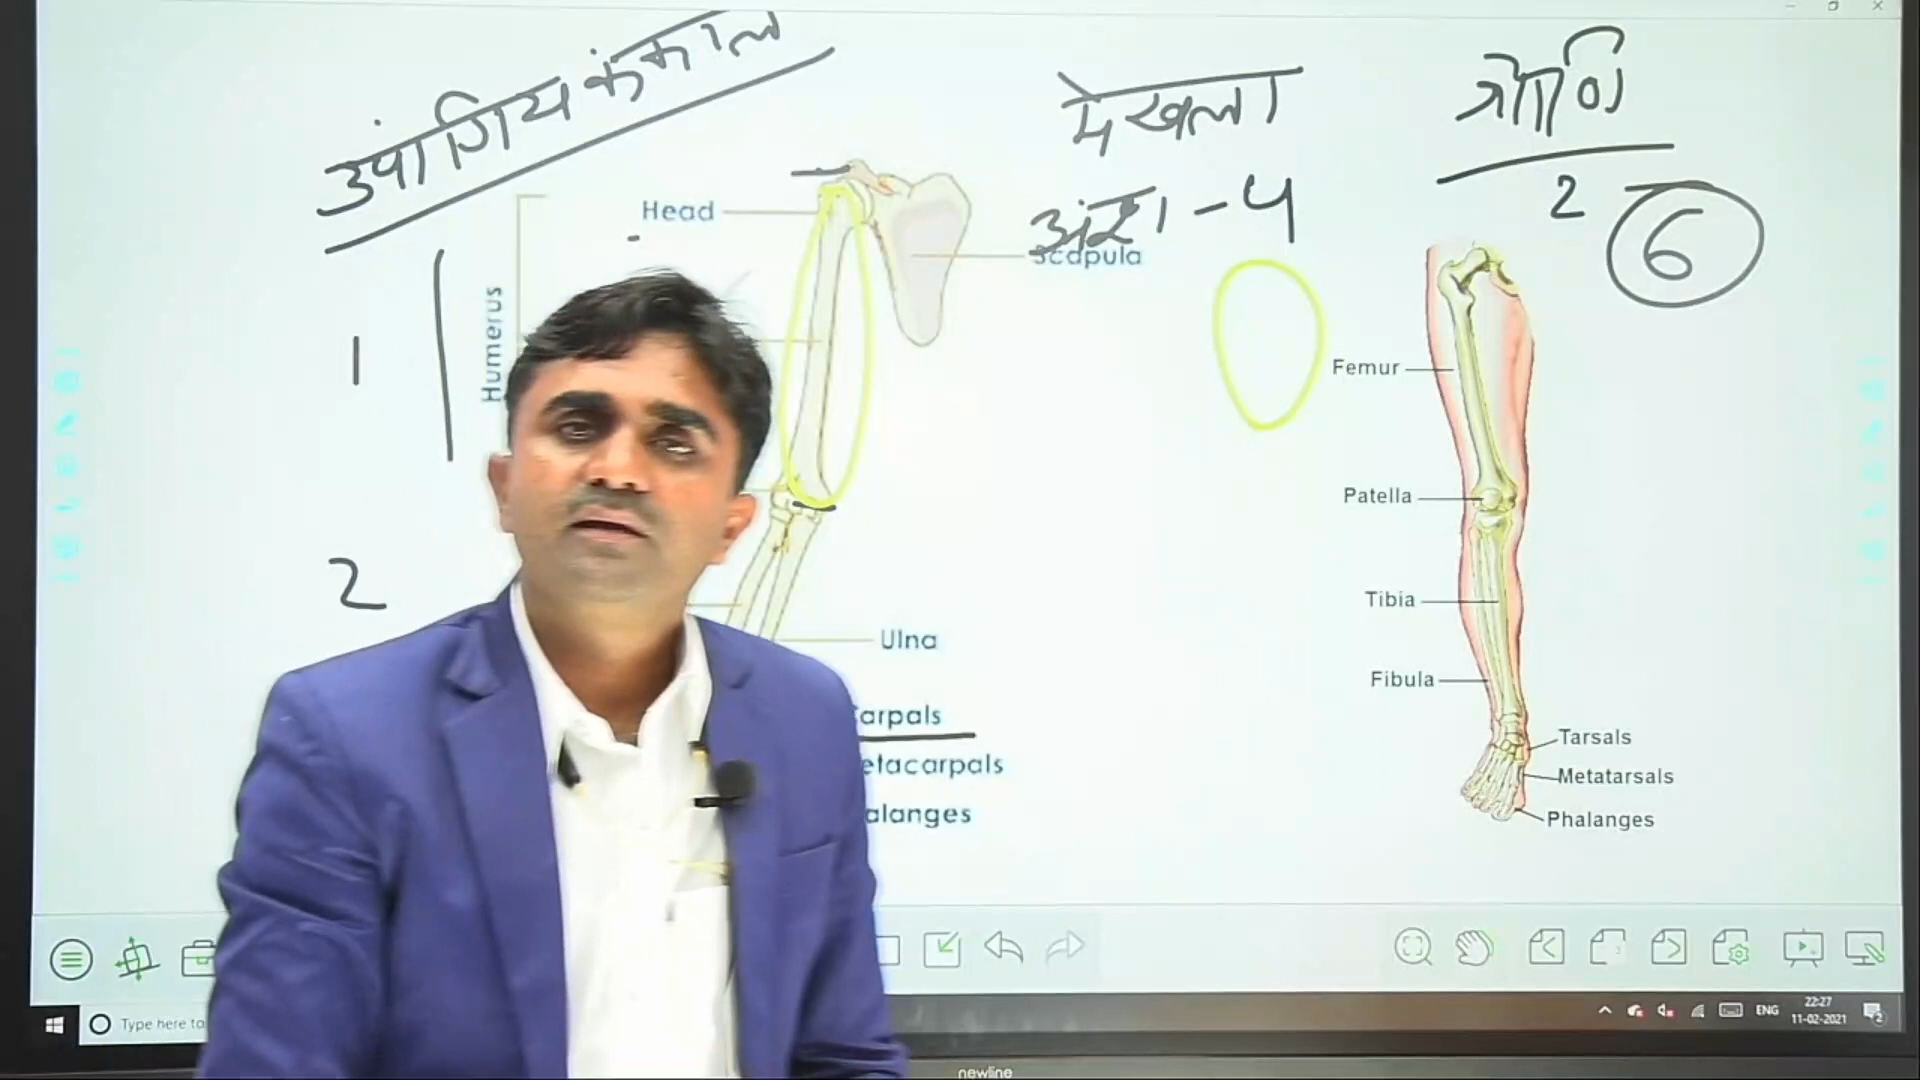 उपांगिय कंकाल
मेखला
श्रोणि
अंश - 4
2
6
Head
Scapula
Humerus
1
Femur
Patella
2
Tibia
Ulna
Fibula
arpals
Tarsals
etacarpals
Metatarsals
alanges
Phalanges
Type here to
ENG
22:27
11-02-2021
2
newline